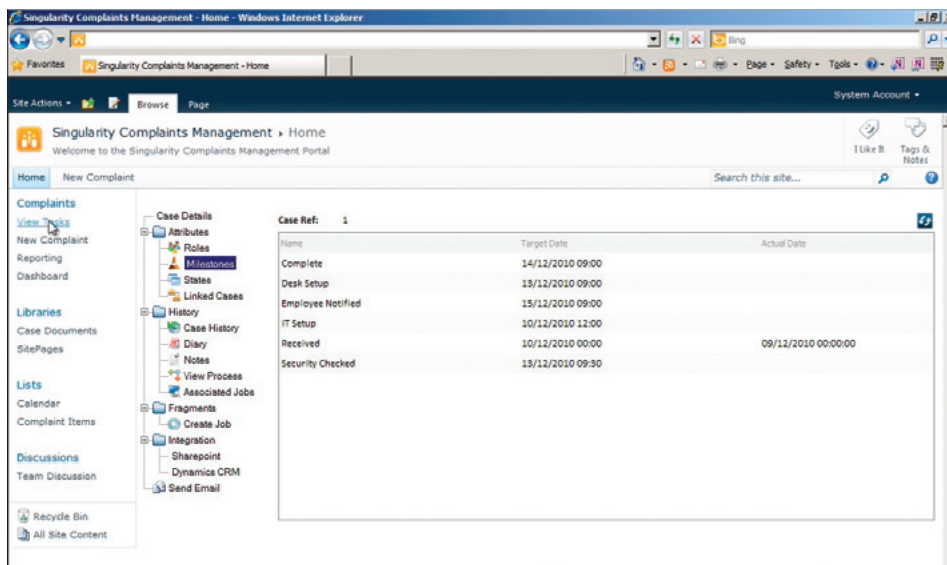 Singularity Complaints Management - Home - Windows Internet Explorer
Bing
Favorites Singularity Complaints Management - Home Page Safety Tools
Site Actions Browse Page System Account
Singularity Complaints Management Home
Welcome to the Singularity Complaints Management Portal
I Like It Tags & Notes
Home New Complaint Search this site...
Complaints
View Tasks
New Complaint
Reporting
Dashboard
Libraries
Case Documents
SitePages
Lists
Calendar
Complaint Items
Discussions
Team Discussion
Recycle Bin
All Site Content
Case Details
Attributes
Roles
Milestones
States
Linked Cases
History
Case History
Diary
Notes
View Process
Associated Jobs
Fragments
Create Job
Integration
Sharepoint
Dynamics CRM
Send Email
Case Ref: 1
Name Target Date Actual Date
Complete 14/12/2010 09:00
Desk Setup 13/12/2010 09:00
Employee Notified 15/12/2010 09:00
IT Setup 10/12/2010 12:00
Received 10/12/2010 00:00 09/12/2010 00:00:00
Security Checked 13/12/2010 09:30